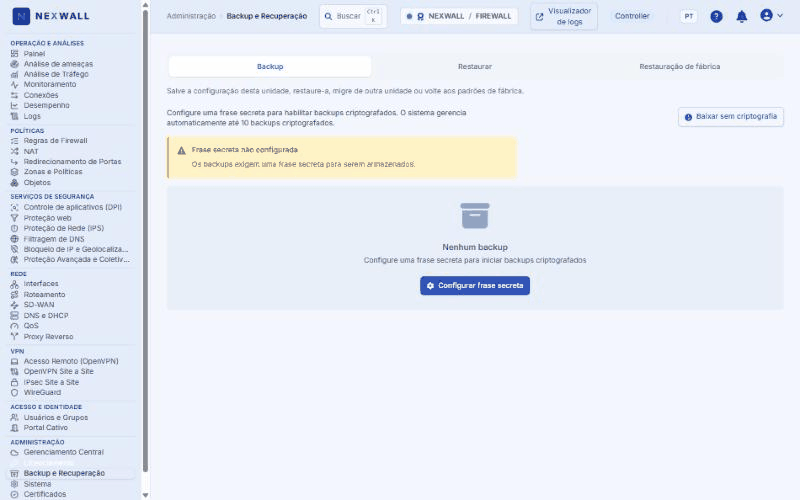 NEXWALL
Administração
Backup e Recuperação
Buscar
Ctrl K
NEXWALL / FIREWALL
Visualizador de logs
Controller
PT
OPERAÇÃO E ANÁLISES
Painel
Análise de ameaças
Análise de Tráfego
Monitoramento
Conexões
Desempenho
Logs
POLÍTICAS
Regras de Firewall
NAT
Redirecionamento de Portas
Zonas e Políticas
Objetos
SERVIÇOS DE SEGURANÇA
Controle de aplicativos (DPI)
Proteção web
Proteção de Rede (IPS)
Filtragem de DNS
Bloqueio de IP e Geolocaliza...
Proteção Avançada e Coletiv...
REDE
Interfaces
Roteamento
SD-WAN
DNS e DHCP
QoS
Proxy Reverso
VPN
Acesso Remoto (OpenVPN)
OpenVPN Site a Site
IPsec Site a Site
WireGuard
ACESSO E IDENTIDADE
Usuários e Grupos
Portal Cativo
ADMINISTRAÇÃO
Gerenciamento Central
Backup e Recuperação
Sistema
Certificados
Backup
Restaurar
Restauração de fábrica
Salve a configuração desta unidade, restaure-a, migre de outra unidade ou volte aos padrões de fábrica.
Configure uma frase secreta para habilitar backups criptografados. O sistema gerencia
automaticamente até 10 backups criptografados.
Baixar sem criptografia
Frase secreta não configurada
Os backups exigem uma frase secreta para serem armazenados.
Nenhum backup
Configure uma frase secreta para iniciar backups criptografados
Configurar frase secreta